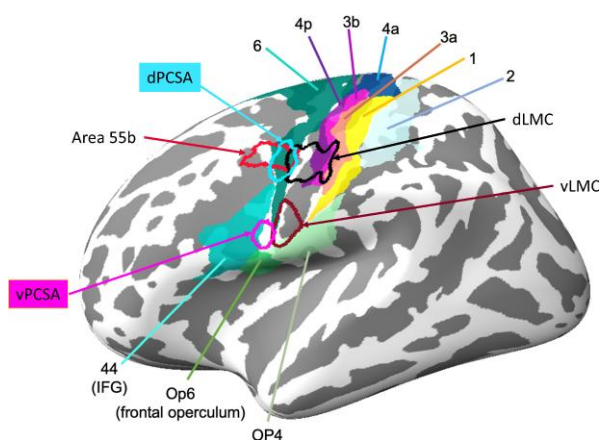 3b
4p
4a
6
3a
1
dPCSA
2
Area 55b
dLMC
vLMC
vPCSA
44
(IFG)
Op6
(frontal operculum)
OP4